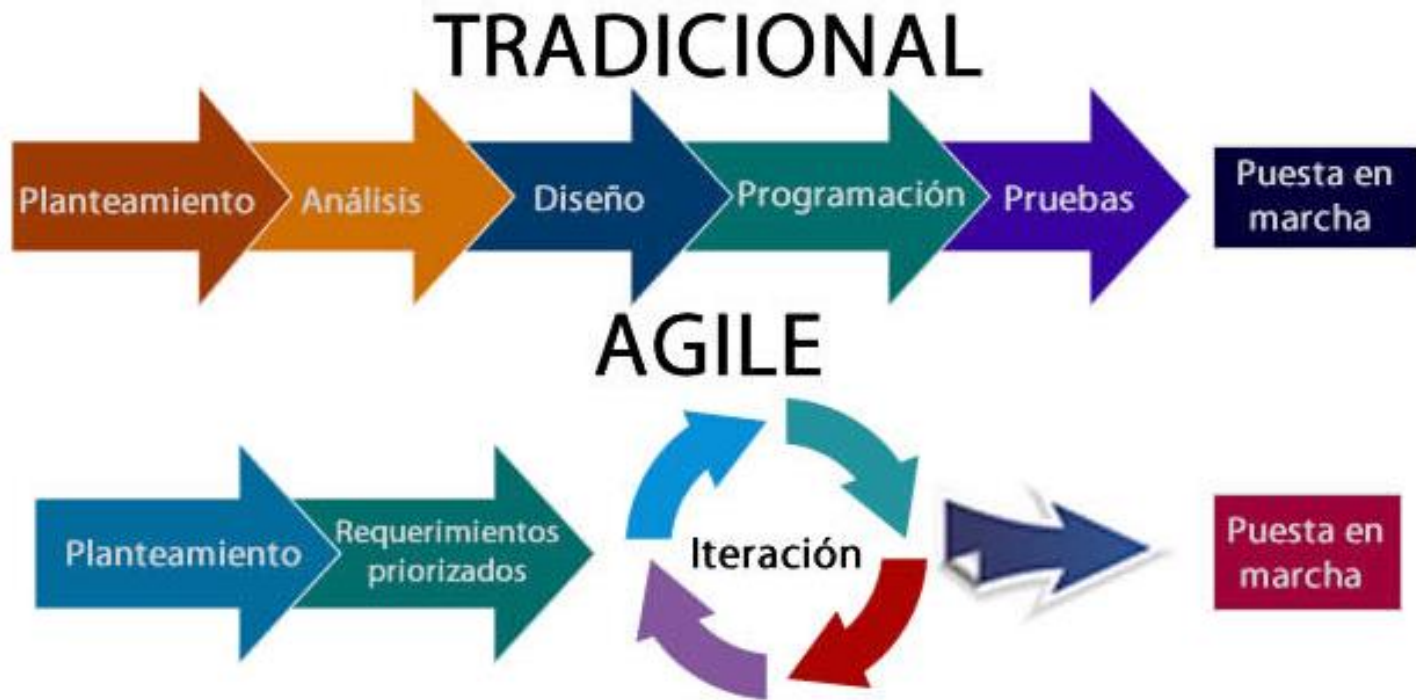 TRADICIONAL
Planteamiento
Análisis
Diseño
Programación
Pruebas
Puesta en
marcha
AGILE
Planteamiento
Requerimientos
priorizados
Iteración
Puesta en
marcha